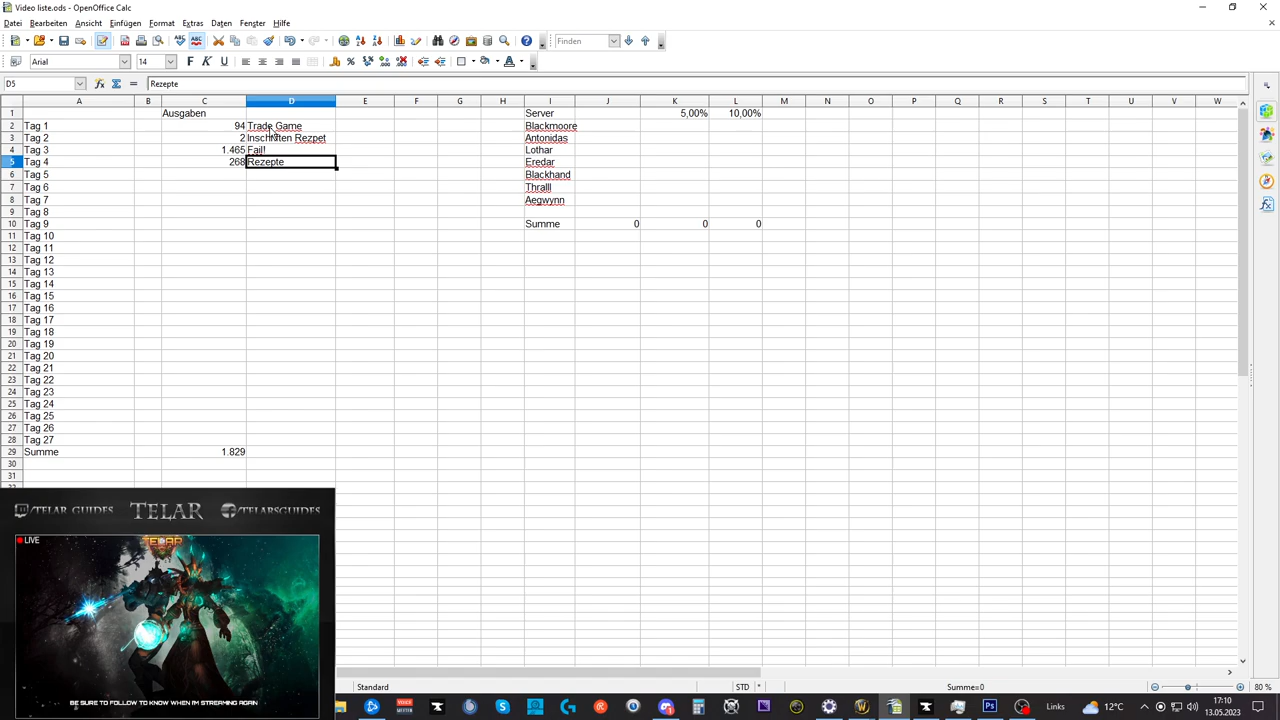 Video liste.ods - OpenOffice Calc
Datei Bearbeiten Ansicht Einfügen Format Extras Daten Fenster Hilfe
Finden
Arial 14
D5 Rezepte
A B C D E F G H I J K L M N O P Q R S T U V W
1 Ausgaben Server 5,00% 10,00%
2 Tag 1 94 Trade Game Blackmoore
3 Tag 2 2 Inschriften Rezpet Antonidas
4 Tag 3 1.465 Fail! Lothar
5 Tag 4 268 Rezepte Eredar
6 Tag 5 Blackhand
7 Tag 6 Thralll
8 Tag 7 Aegwynn
9 Tag 8
10 Tag 9 Summe 0 0 0
11 Tag 10
12 Tag 11
13 Tag 12
14 Tag 13
15 Tag 14
16 Tag 15
17 Tag 16
18 Tag 17
19 Tag 18
20 Tag 19
21 Tag 20
22 Tag 21
23 Tag 22
24 Tag 23
25 Tag 24
26 Tag 25
27 Tag 26
28 Tag 27
29 Summe 1.829
30
31
/TELAR GUIDES TELAR /TELARSGUIDES
LIVE
TELAR
BE SURE TO FOLLOW TO KNOW WHEN I'M STREAMING AGAIN
Standard STD * Summe=0 80 %
Links 12°C 17:10
13.05.2023